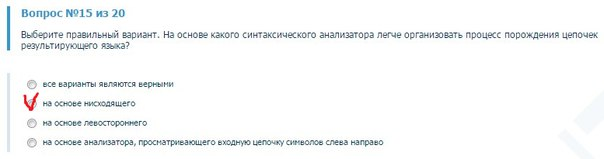 Вопрос №15 из 20
Выберите правильный вариант. На основе какого синтаксического анализатора легче организовать процесс порождения цепочек
результирующего языка?
все варианты являются верными
на основе нисходящего
на основе левостороннего
на основе анализатора, просматривающего входную цепочку символов слева направо